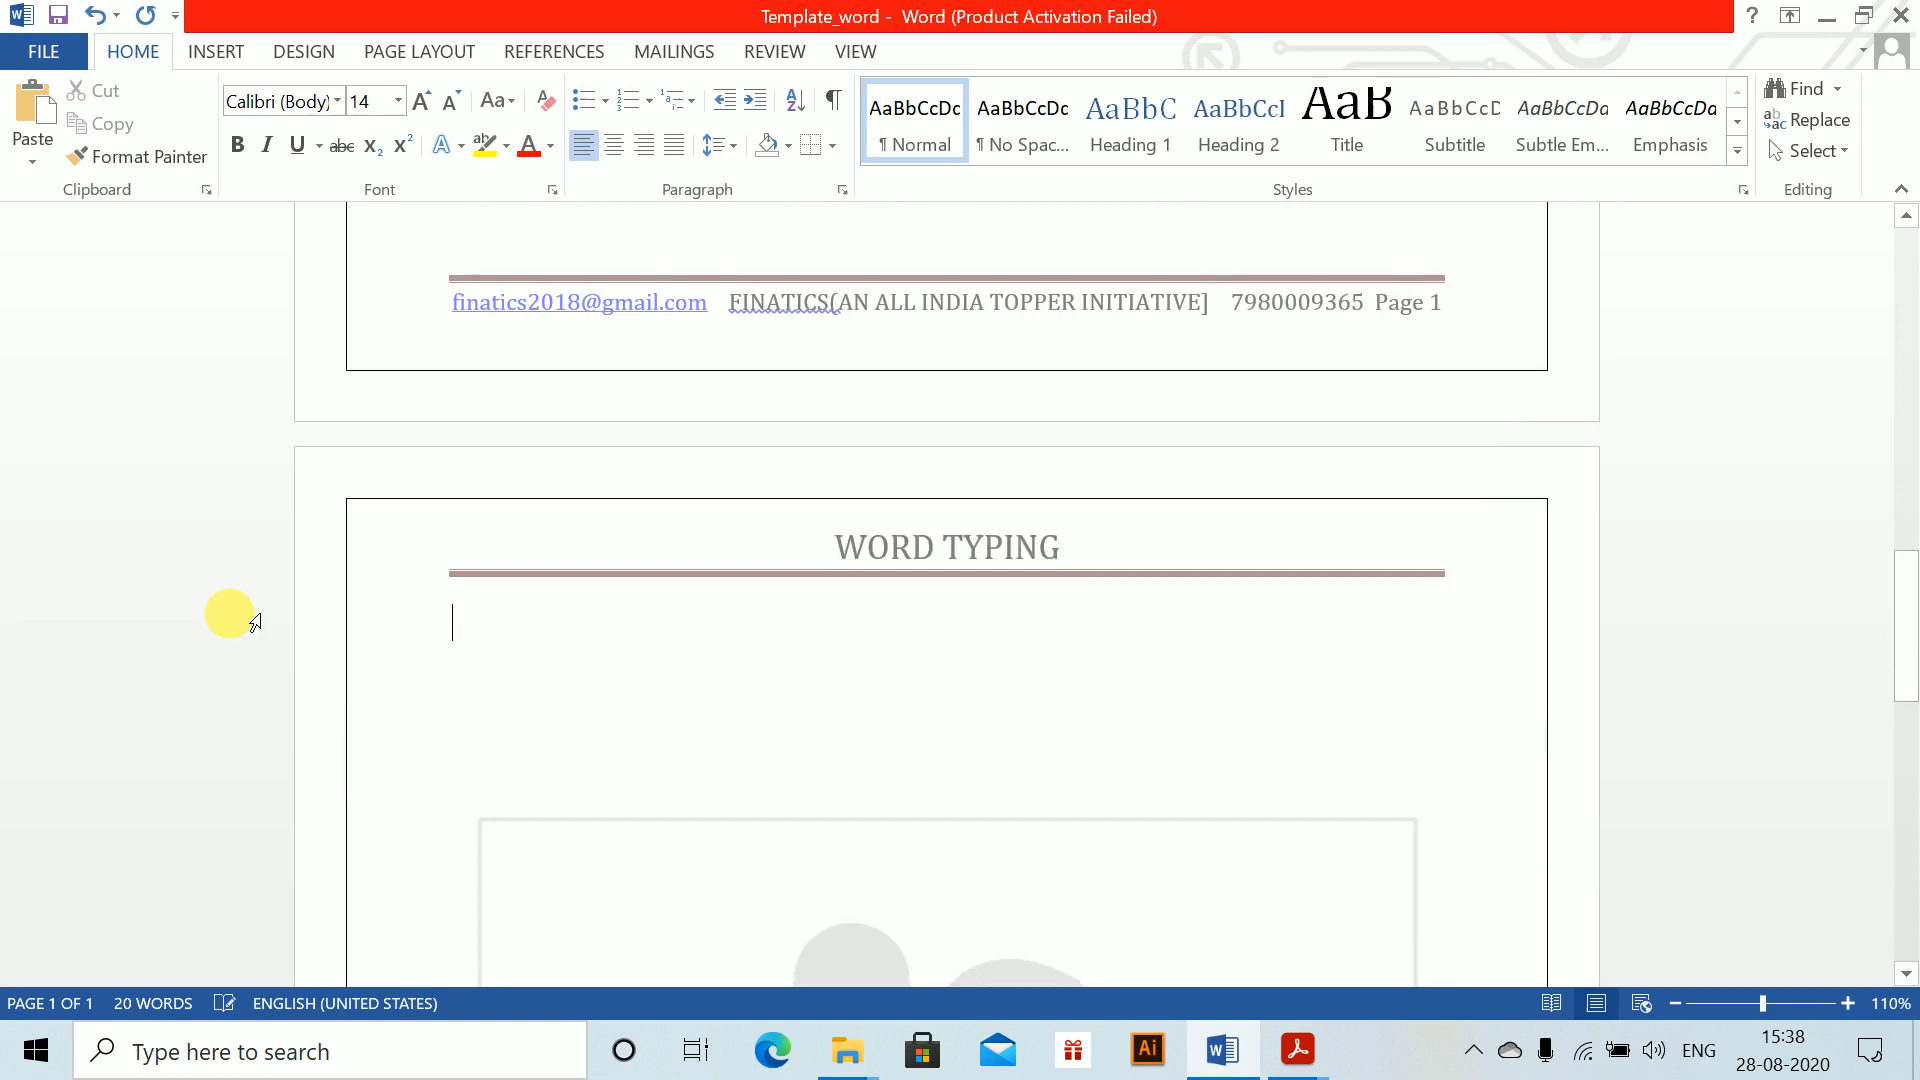 Template_word - Word (Product Activation Failed)
?
FILE HOME INSERT DESIGN PAGE LAYOUT REFERENCES MAILINGS REVIEW VIEW
Paste
Cut
Copy
Format Painter
Clipboard
Calibri (Body) 14
Font
Paragraph
AaBbCcDc AaBbCcDc AaBbC AaBbCcI AaB AaBbCcD AaBbCcDa AaBbCcDa
¶ Normal ¶ No Spac... Heading 1 Heading 2 Title Subtitle Subtle Em... Emphasis
Styles
Find
Replace
Select
Editing
finatics2018@gmail.com FINATICS(AN ALL INDIA TOPPER INITIATIVE] 7980009365 Page 1
WORD TYPING
PAGE 1 OF 1 20 WORDS ENGLISH (UNITED STATES) 110%
Type here to search
Ai
ENG
15:38
28-08-2020